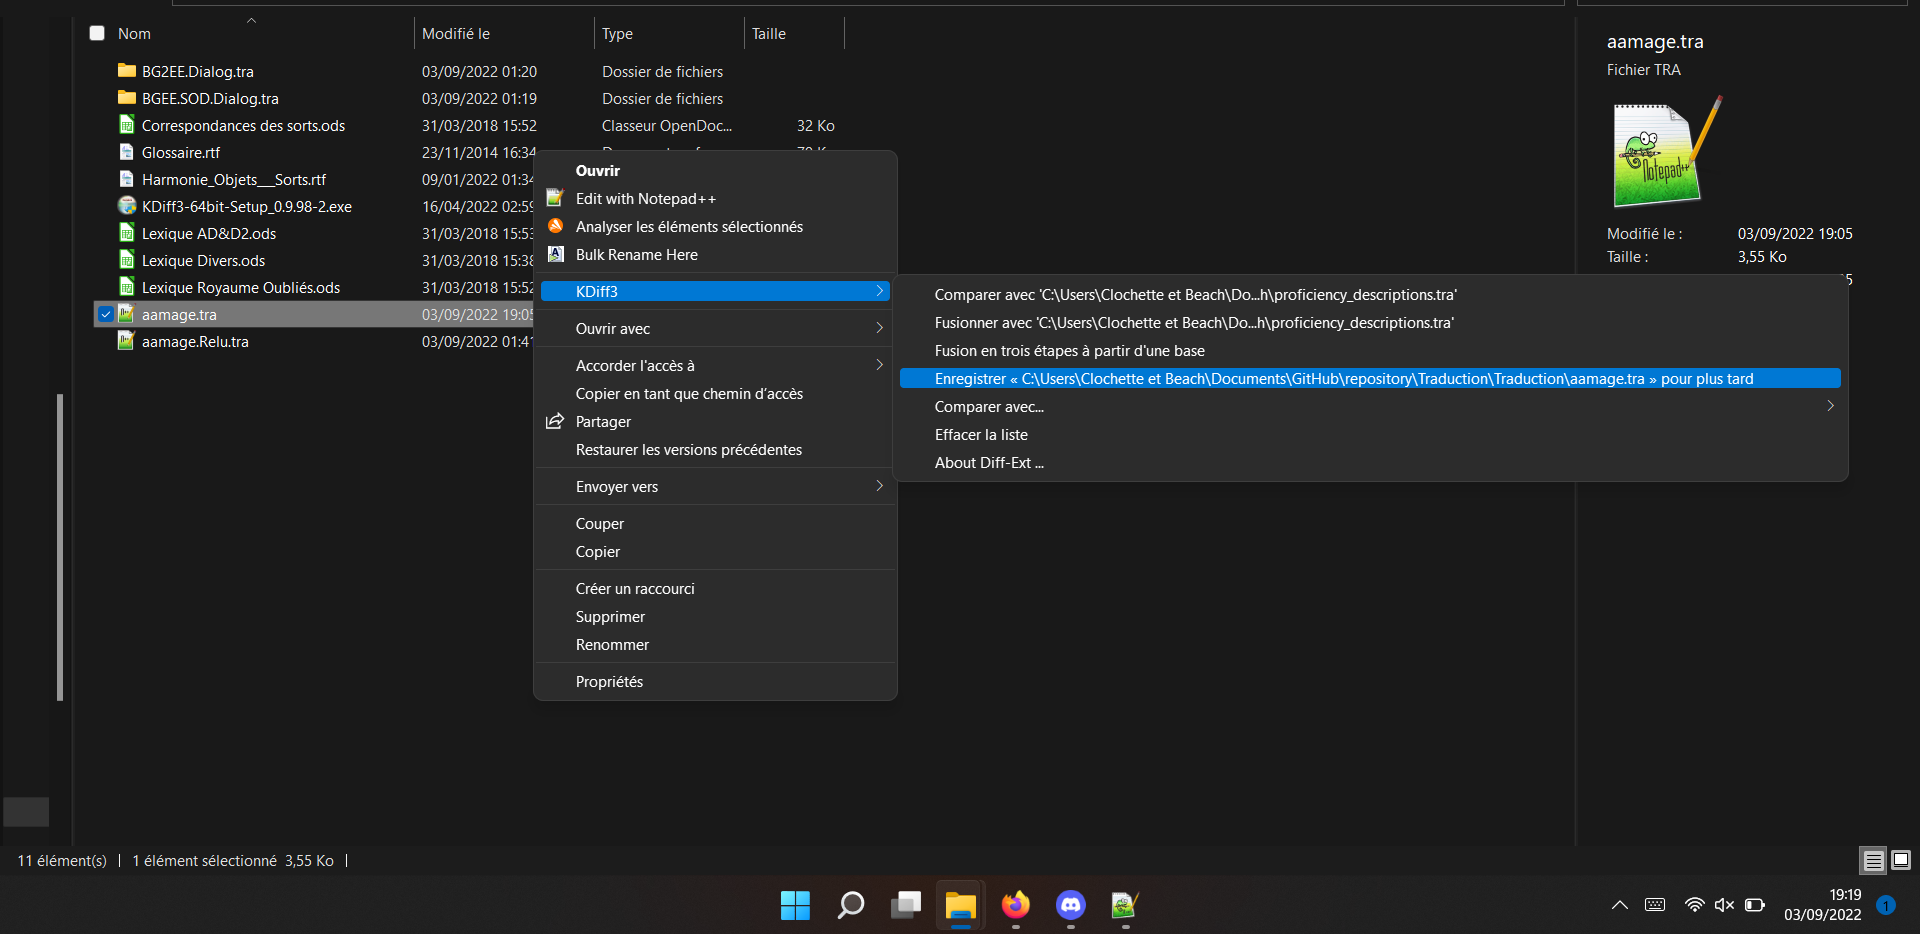 Nom Modifié le Type Taille
BG2EE.Dialog.tra 03/09/2022 01:20 Dossier de fichiers
BGEE.SOD.Dialog.tra 03/09/2022 01:19 Dossier de fichiers
Correspondances des sorts.ods 31/03/2018 15:52 Classeur OpenDoc... 32 Ko
Glossaire.rtf 23/11/2014 16:34
Harmonie_Objets__Sorts.rtf 09/01/2022 01:34
KDiff3-64bit-Setup_0.9.98-2.exe 16/04/2022 02:59
Lexique AD&D2.ods 31/03/2018 15:53
Lexique Divers.ods 31/03/2018 15:38
Lexique Royaume Oubliés.ods 31/03/2018 15:52
aamage.tra 03/09/2022 19:05
aamage.Relu.tra 03/09/2022 01:41
Ouvrir
Edit with Notepad++
Analyser les éléments sélectionnés
Bulk Rename Here
KDiff3
Ouvrir avec
Accorder l'accès à
Copier en tant que chemin d'accès
Partager
Restaurer les versions précédentes
Envoyer vers
Couper
Copier
Créer un raccourci
Supprimer
Renommer
Propriétés
Comparer avec 'C:\Users\Clochette et Beach\Do...h\proficiency_descriptions.tra'
Fusionner avec 'C:\Users\Clochette et Beach\Do...h\proficiency_descriptions.tra'
Fusion en trois étapes à partir d'une base
Enregistrer « C:\Users\Clochette et Beach\Documents\GitHub\repository\Traduction\Traduction\aamage.tra » pour plus tard
Comparer avec...
Effacer la liste
About Diff-Ext ...
aamage.tra
Fichier TRA
Notepad++
Modifié le : 03/09/2022 19:05
Taille : 3,55 Ko
11 élément(s) 1 élément sélectionné 3,55 Ko
19:19
03/09/2022
1